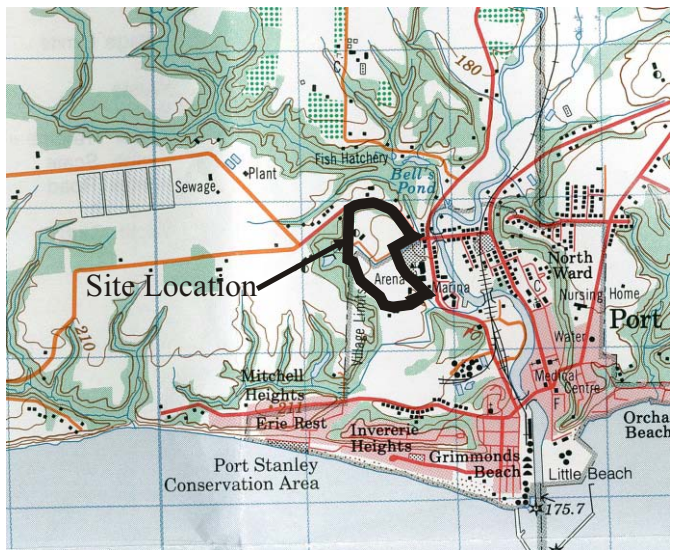 180
Fish Hatchery
Bell's
Pond
Plant
Sewage
Site Location
Arena
Marina
North
Ward
C
Nursing Home
Village Limit
Port
Water
210
Mitchell
Heights
211
Medical
Centre
F
Erie Rest
Invererie
Heights
Orcha
Beach
Grimmonds
Beach
Port Stanley
Conservation Area
Little Beach
175.7